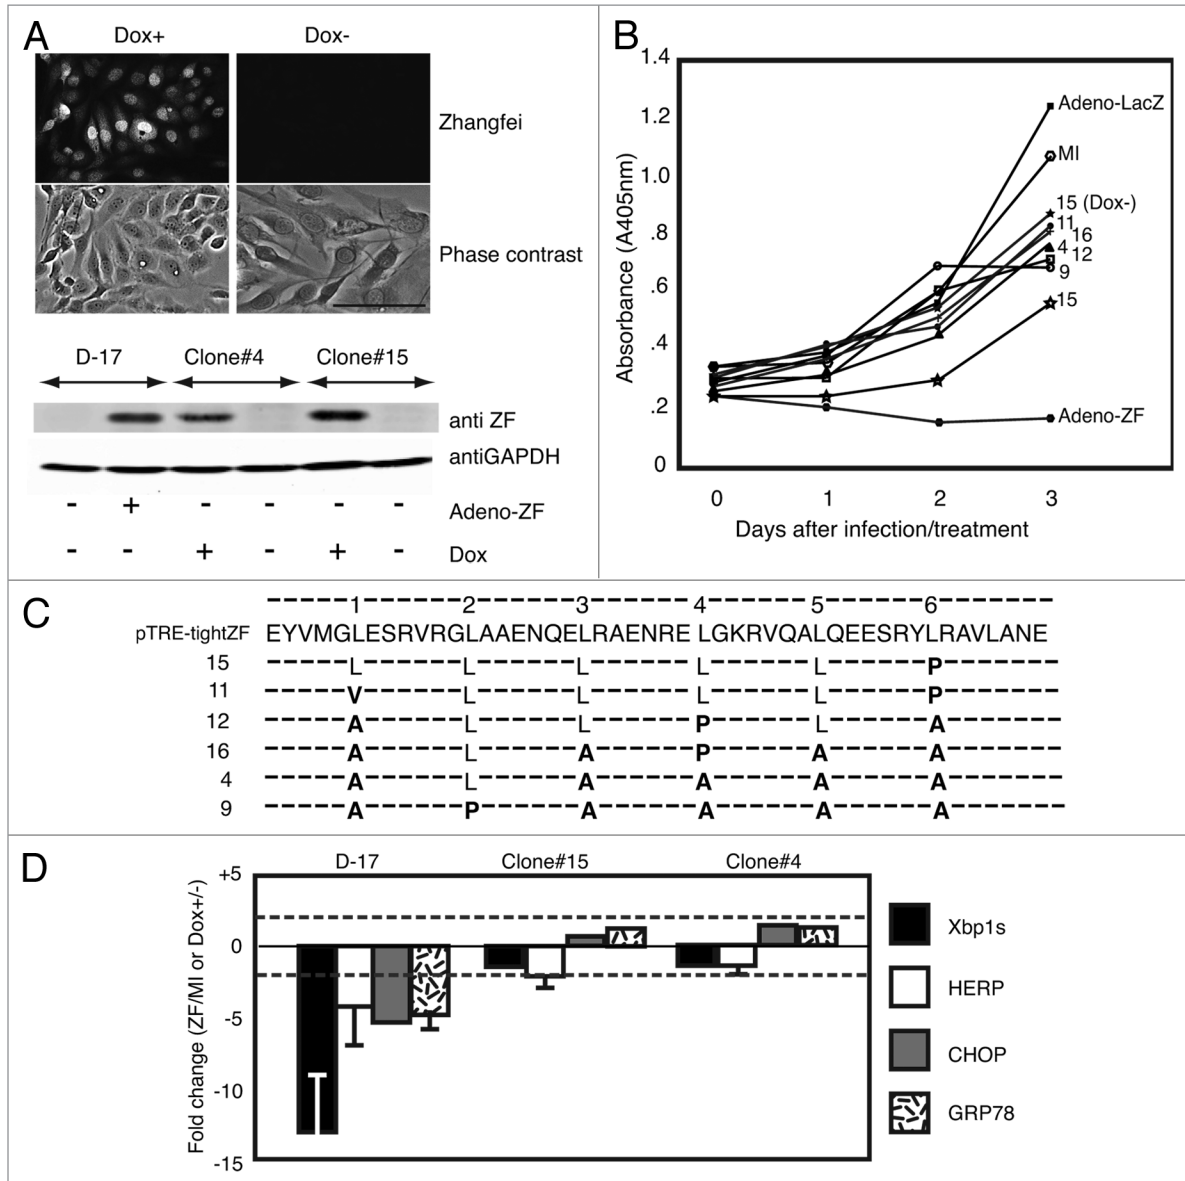 A
Dox+ Dox-
Zhangfei
Phase contrast
D-17 Clone#4 Clone#15
anti ZF
antiGAPDH
- + - - - - Adeno-ZF
- - + - + - Dox
B
Absorbance (A405nm)
1.4
1.2
1.0
.8
.6
.4
.2
0
Adeno-LacZ
MI
15 (Dox-)
11
16
4
12
9
15
Adeno-ZF
0 1 2 3
Days after infection/treatment
C
1 2 3 4 5 6
pTRE-tightZF EYVMGLESRVRGLAAENQELRAENRE LGKRVQALQEESRYLRAVLANE
15 ------L-------L-------L-------L-------L-------P--------
11 ------V-------L-------L-------L-------L-------P--------
12 ------A-------L-------L-------P-------L-------A--------
16 ------A-------L-------A-------P-------A-------A--------
4 ------A-------L-------A-------A-------A-------A--------
9 ------A-------P-------A-------A-------A-------A--------
D
D-17 Clone#15 Clone#4
Fold change (ZF/MI or Dox+/-)
+5
0
-5
-10
-15
Xbp1s
HERP
CHOP
GRP78